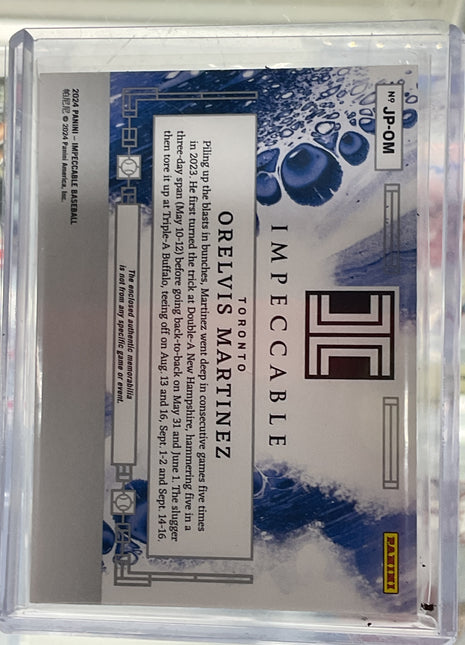 Nº JP-OM
PANINI
IMPECCABLE
TORONTO
ORELVIS MARTINEZ
Piling up the blasts in bunches, Martinez went deep in consecutive games five times
in 2023. He first turned the trick at Double-A New Hampshire, hammering five in a
three-day span (May 10-12) before going back-to-back on May 31 and June 1. The slugger
then tore it up at Triple-A Buffalo, teeing off on Aug. 13 and 16, Sept. 1-2 and Sept. 14-16.
The enclosed authentic memorabilia
is not from any specific game or event.
2024 PANINI – IMPECCABLE BASEBALL
帕尼尼 © 2024 Panini America, Inc.